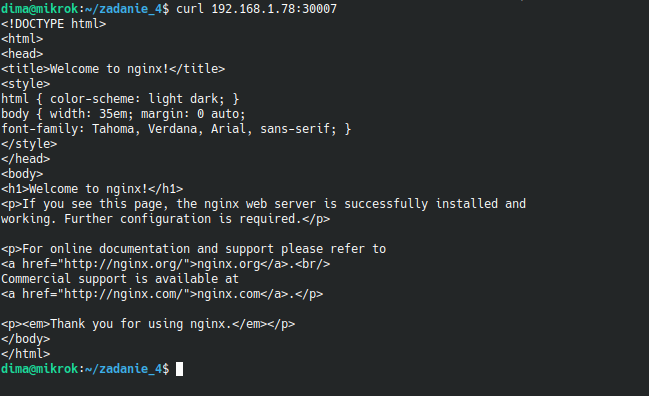 dima@mikrok:~/zadanie_4$ curl 192.168.1.78:30007
<!DOCTYPE html>
<html>
<head>
<title>Welcome to nginx!</title>
<style>
html { color-scheme: light dark; }
body { width: 35em; margin: 0 auto;
font-family: Tahoma, Verdana, Arial, sans-serif; }
</style>
</head>
<body>
<h1>Welcome to nginx!</h1>
<p>If you see this page, the nginx web server is successfully installed and
working. Further configuration is required.</p>

<p>For online documentation and support please refer to
<a href="http://nginx.org/">nginx.org</a>.<br/>
Commercial support is available at
<a href="http://nginx.com/">nginx.com</a>.</p>

<p><em>Thank you for using nginx.</em></p>
</body>
</html>
dima@mikrok:~/zadanie_4$